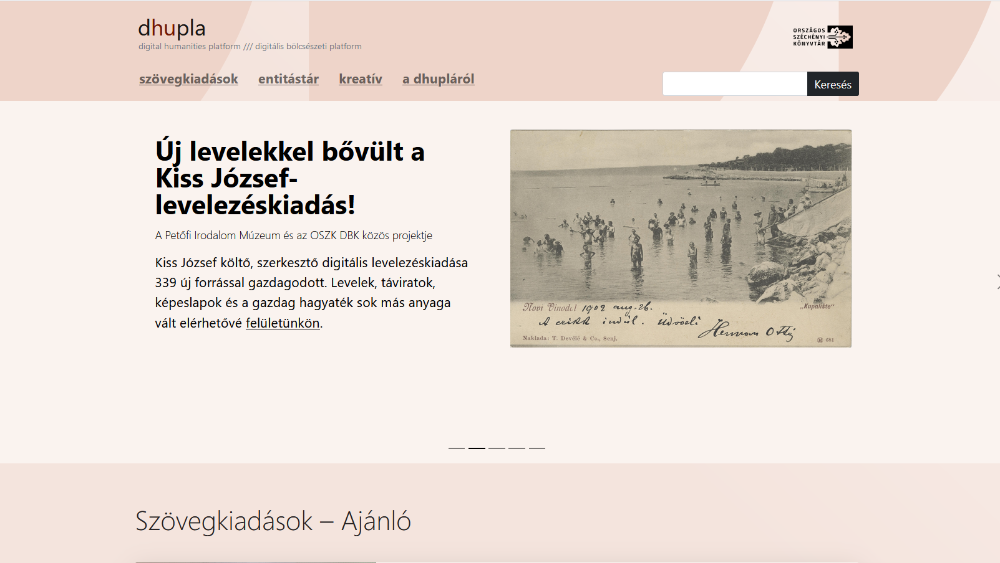 dhupla
digital humanities platform /// digitális bölcsészeti platform
ORSZÁGOS
SZÉCHÉNYI
KÖNYVTÁR
szövegkiadások entitástár kreatív a dhupláról
Keresés
Új levelekkel bővült a
Kiss József-
levelezéskiadás!
A Petőfi Irodalom Múzeum és az OSZK DBK közös projektje
Kiss József költő, szerkesztő digitális levelezéskiadása
339 új forrással gazdagodott. Levelek, táviratok,
képeslapok és a gazdag hagyaték sok más anyaga
vált elérhetővé felületünkön.
Novi Vinodol 1902 aug. 26.
„Kupalište“
A cikk indúl. Üdvözli
Herman Ottó
Naklada: T. Devčić & Co., Senj.
681
Szövegkiadások – Ajánló